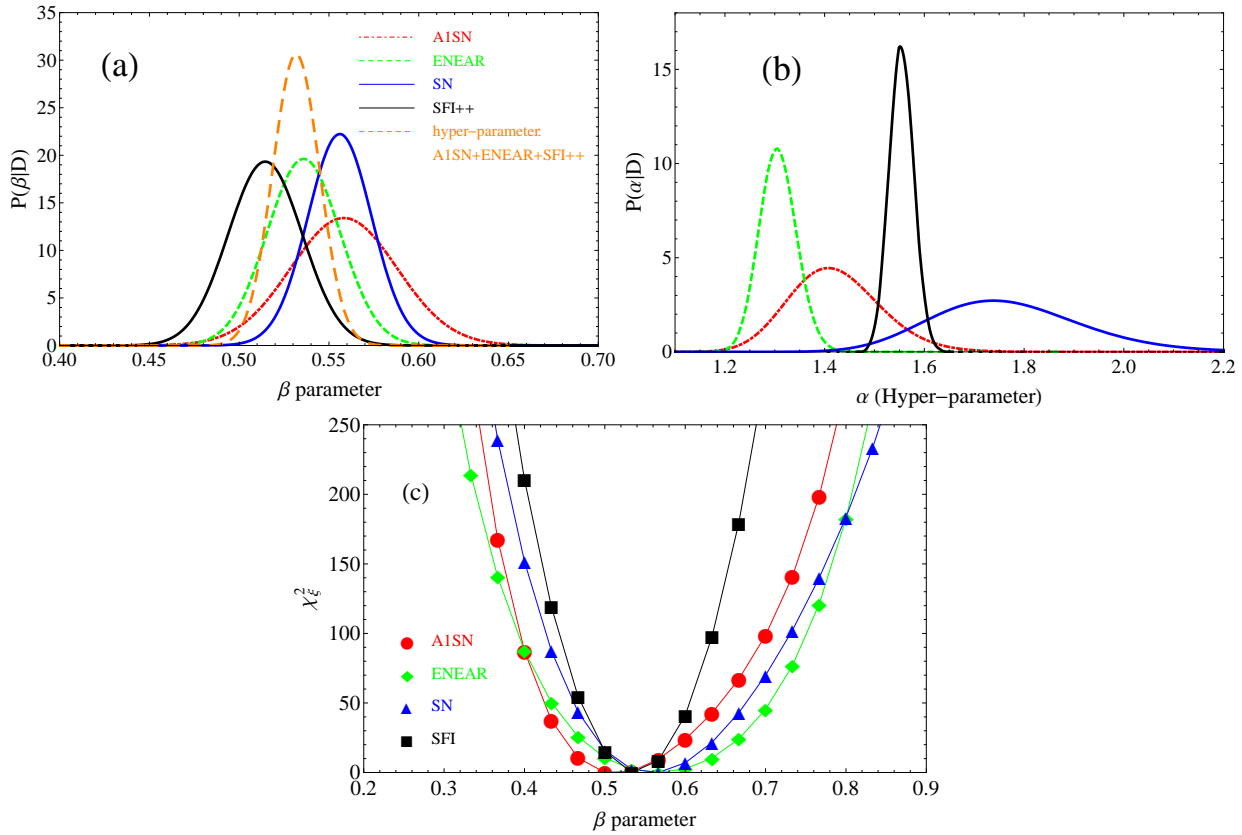 (a)
A1SN
ENEAR
SN
SFI++
hyper-parameter:
A1SN+ENEAR+SFI++
P(β|D)
35
30
25
20
15
10
5
0
0.40 0.45 0.50 0.55 0.60 0.65 0.70
β parameter
(b)
P(α|D)
15
10
5
0
1.2 1.4 1.6 1.8 2.0 2.2
α (Hyper-parameter)
(c)
χ²ξ
250
200
150
100
50
0
A1SN
ENEAR
SN
SFI
0.2 0.3 0.4 0.5 0.6 0.7 0.8 0.9
β parameter